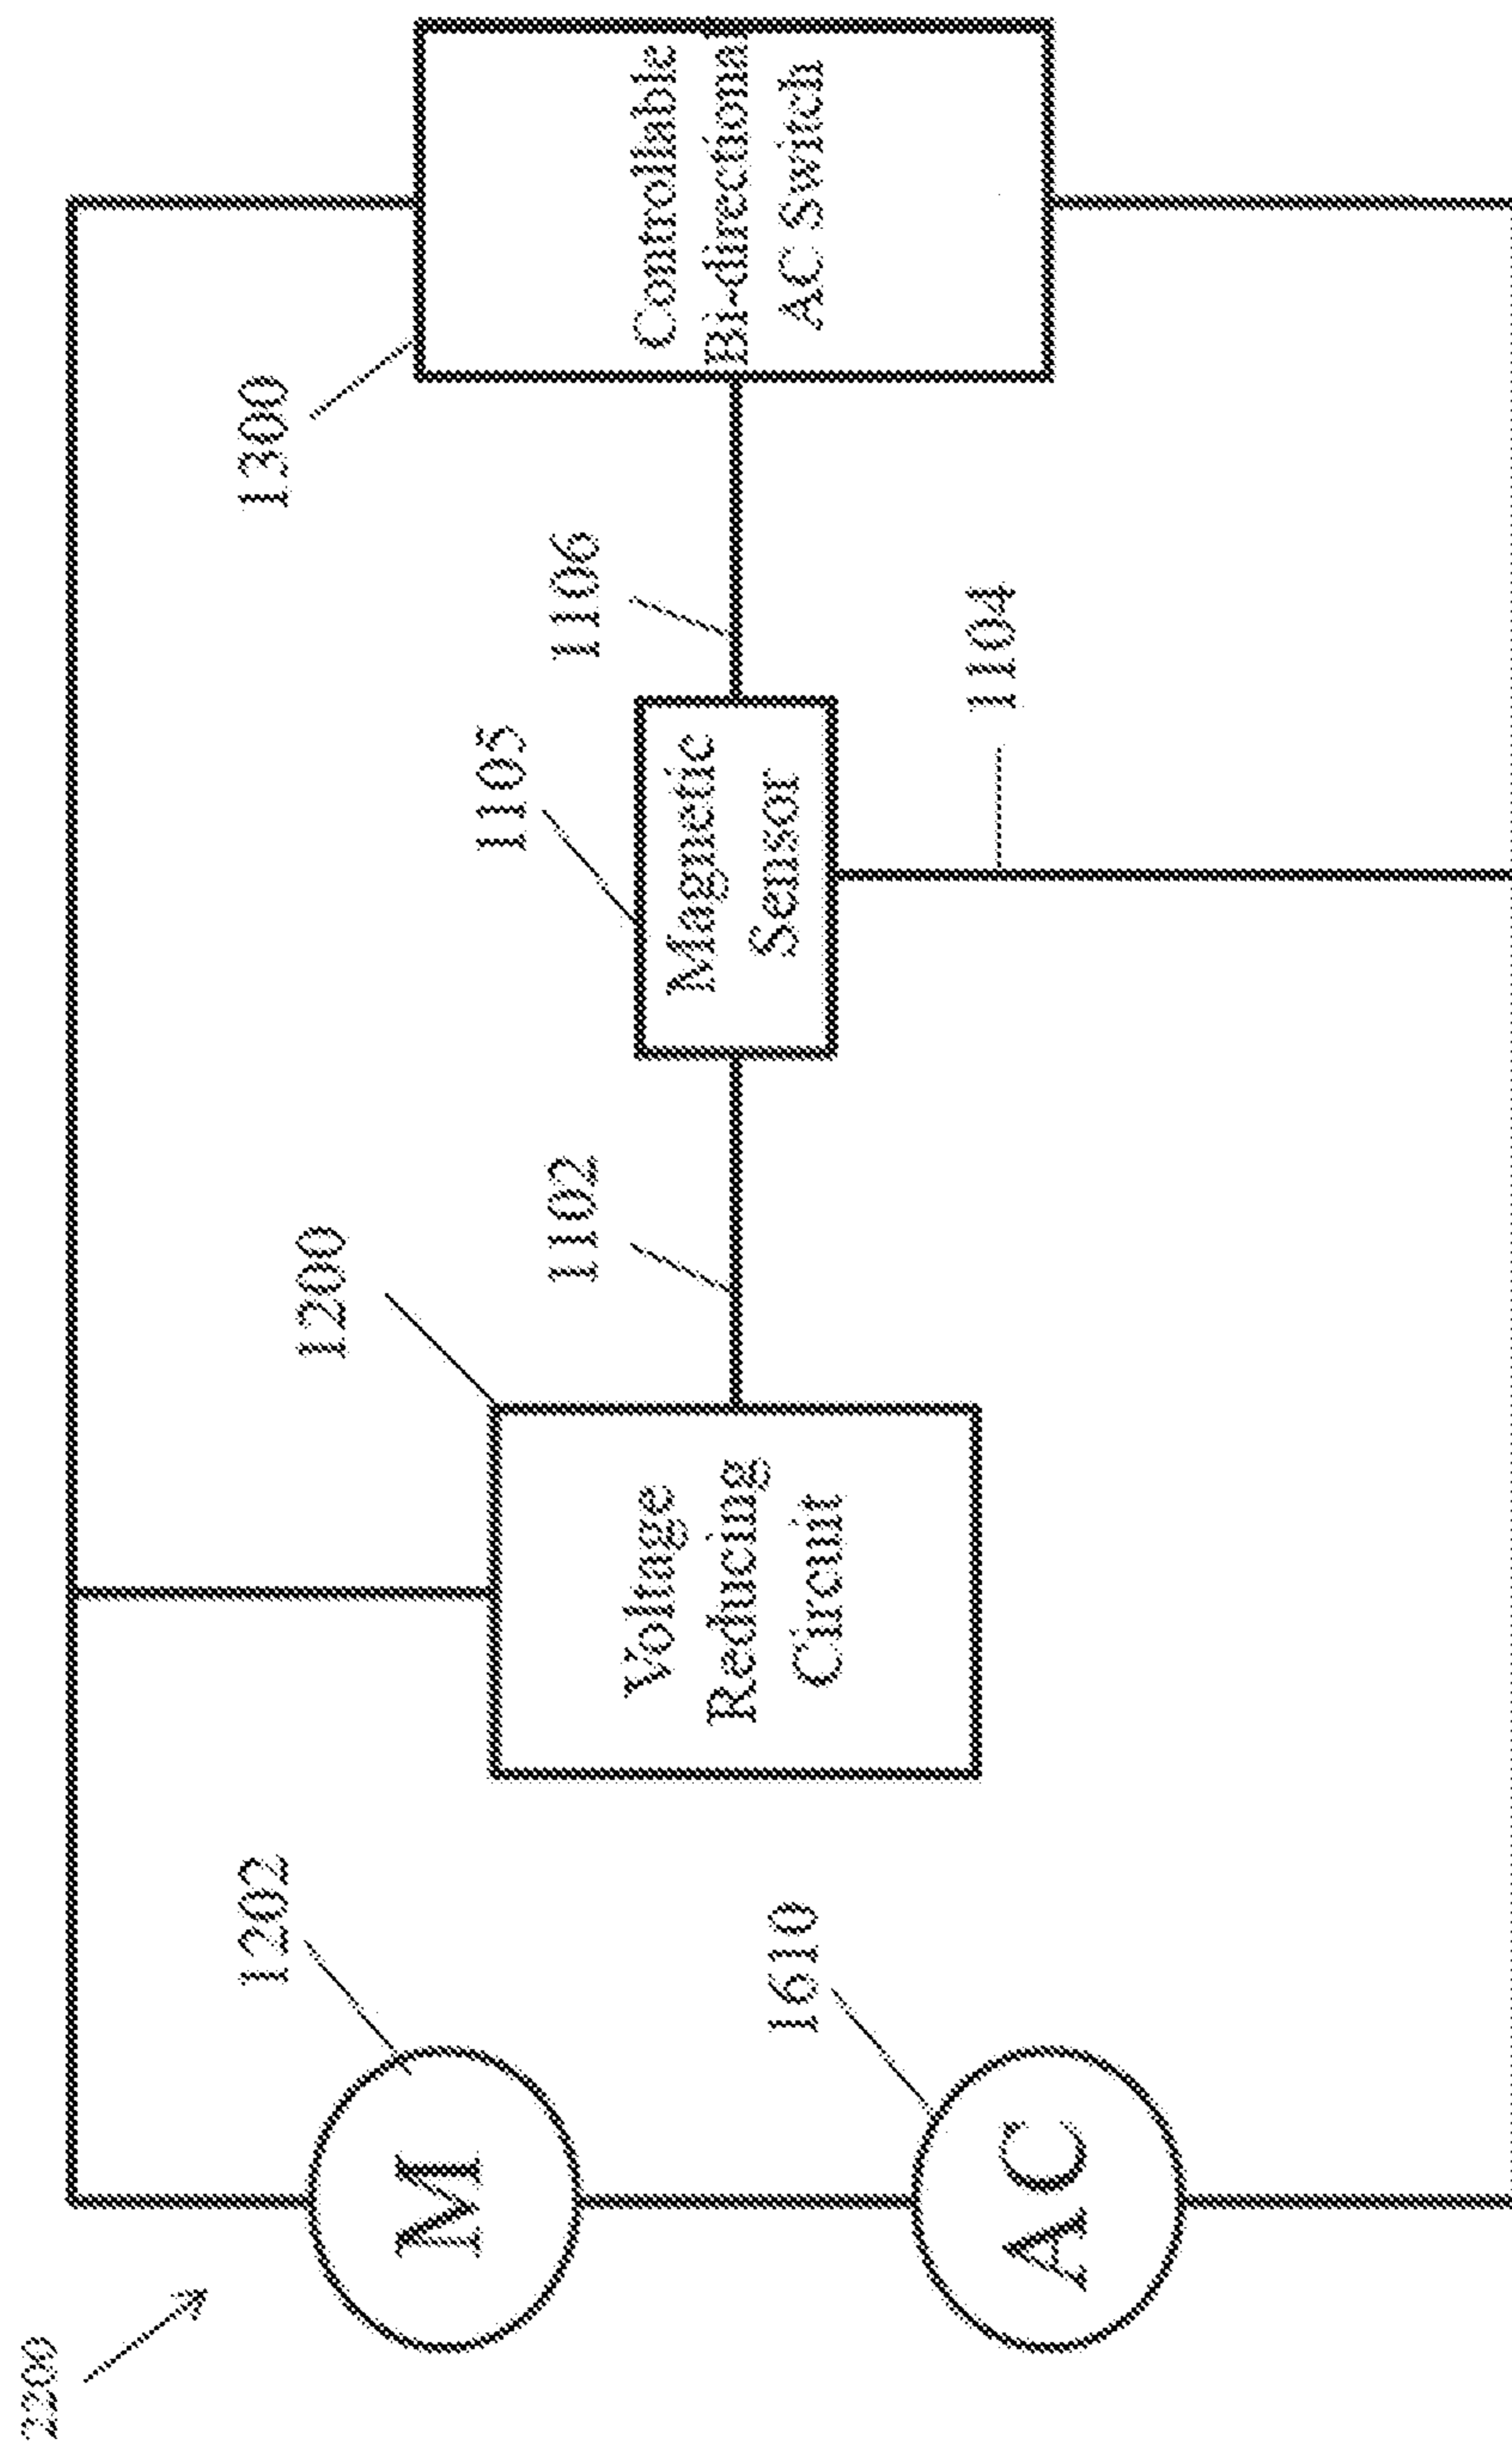 2200
M
1202
AC
1610
Voltage
Reducing
Circuit
1200
1102
Magnetic
Sensor
1105
1106
1104
Controllable
Bi-directional
AC Switch
1300